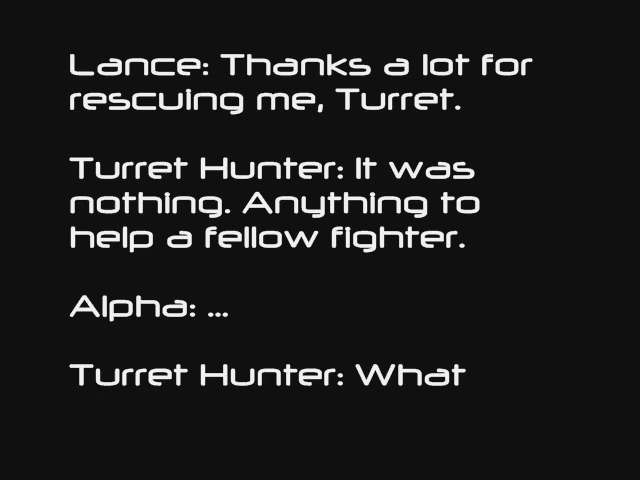 Lance: Thanks a lot for
rescuing me, Turret.
Turret Hunter: It was
nothing. Anything to
help a fellow fighter.
Alpha: ...
Turret Hunter: What